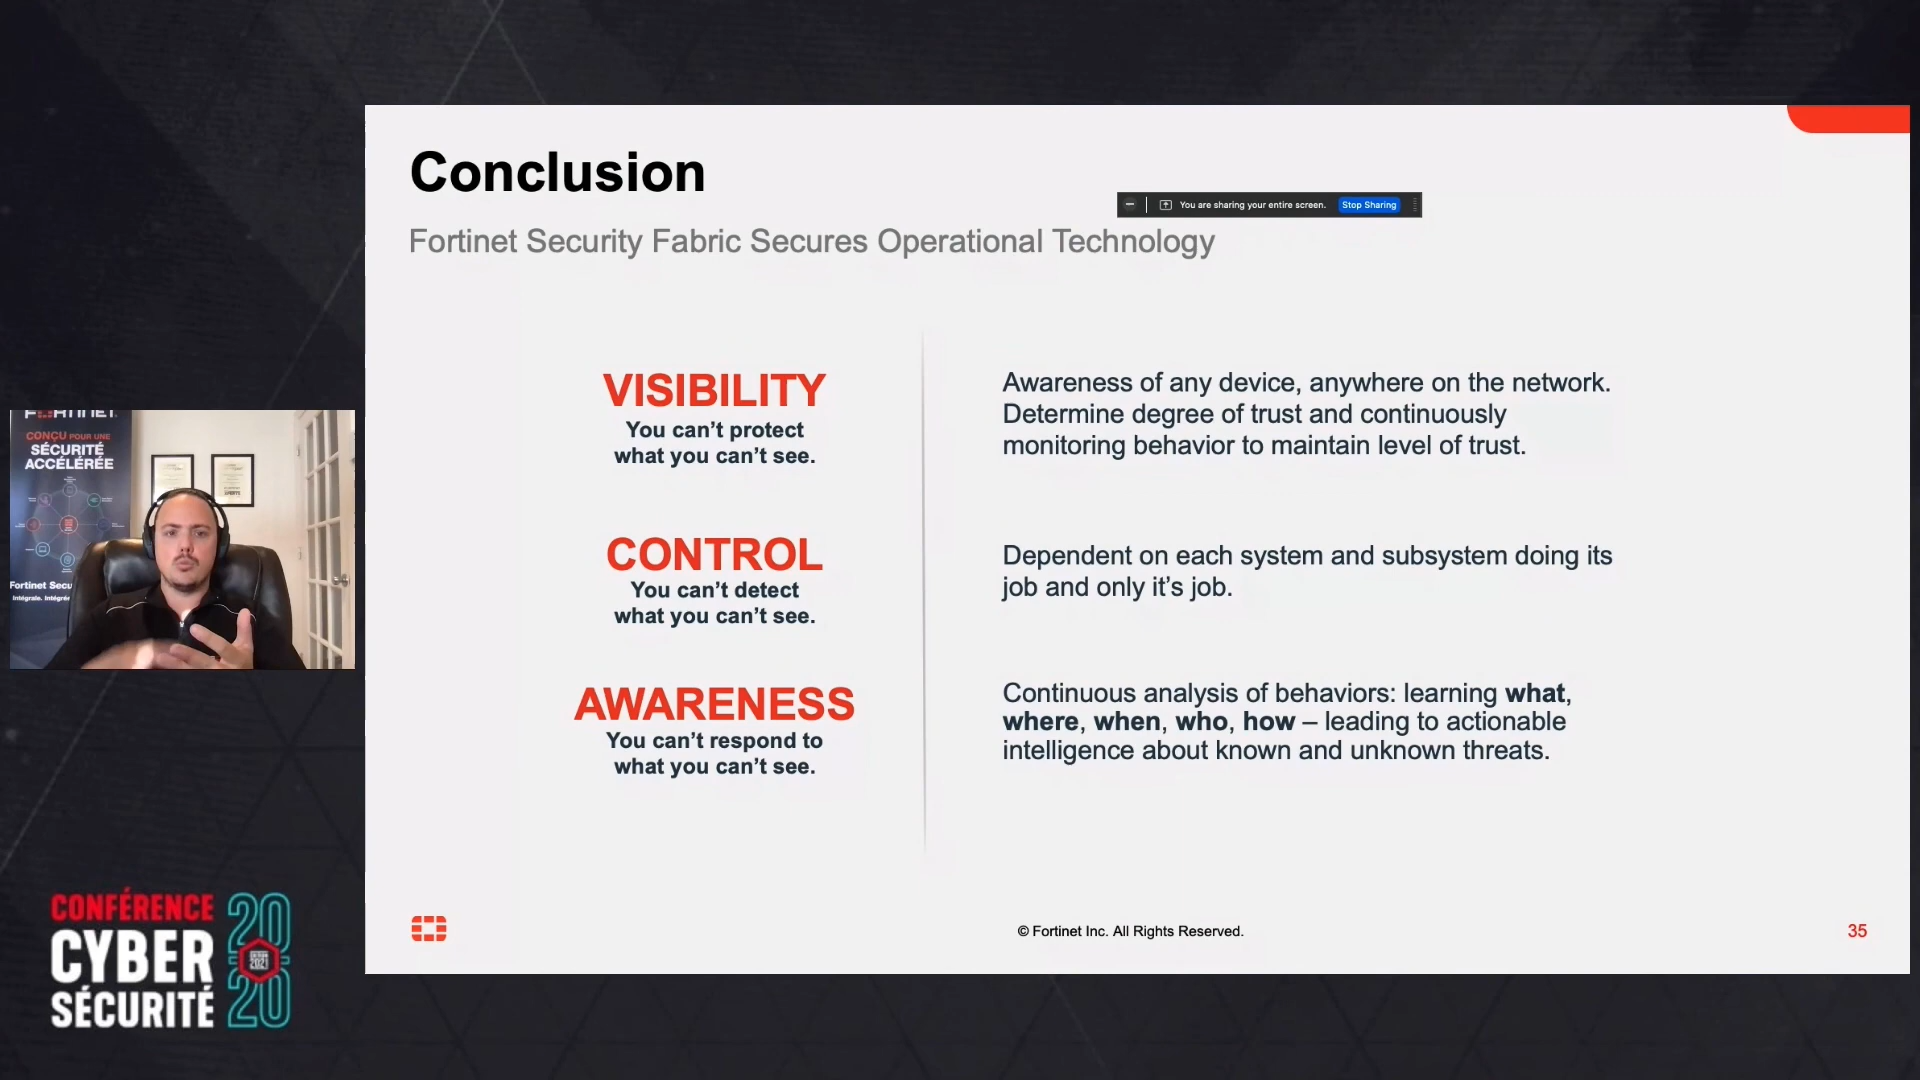 Conclusion
You are sharing your entire screen. Stop Sharing
Fortinet Security Fabric Secures Operational Technology
VISIBILITY
You can’t protect
what you can’t see.
Awareness of any device, anywhere on the network.
Determine degree of trust and continuously
monitoring behavior to maintain level of trust.
CONTROL
You can’t detect
what you can’t see.
Dependent on each system and subsystem doing its
job and only it’s job.
AWARENESS
You can’t respond to
what you can’t see.
Continuous analysis of behaviors: learning what,
where, when, who, how – leading to actionable
intelligence about known and unknown threats.
© Fortinet Inc. All Rights Reserved.
35
FORTINET
CONÇU POUR UNE
SÉCURITÉ
ACCÉLÉRÉE
Fortinet Secu
Intégrale. Intégré
CONFÉRENCE
CYBER
SÉCURITÉ
20
2021
20